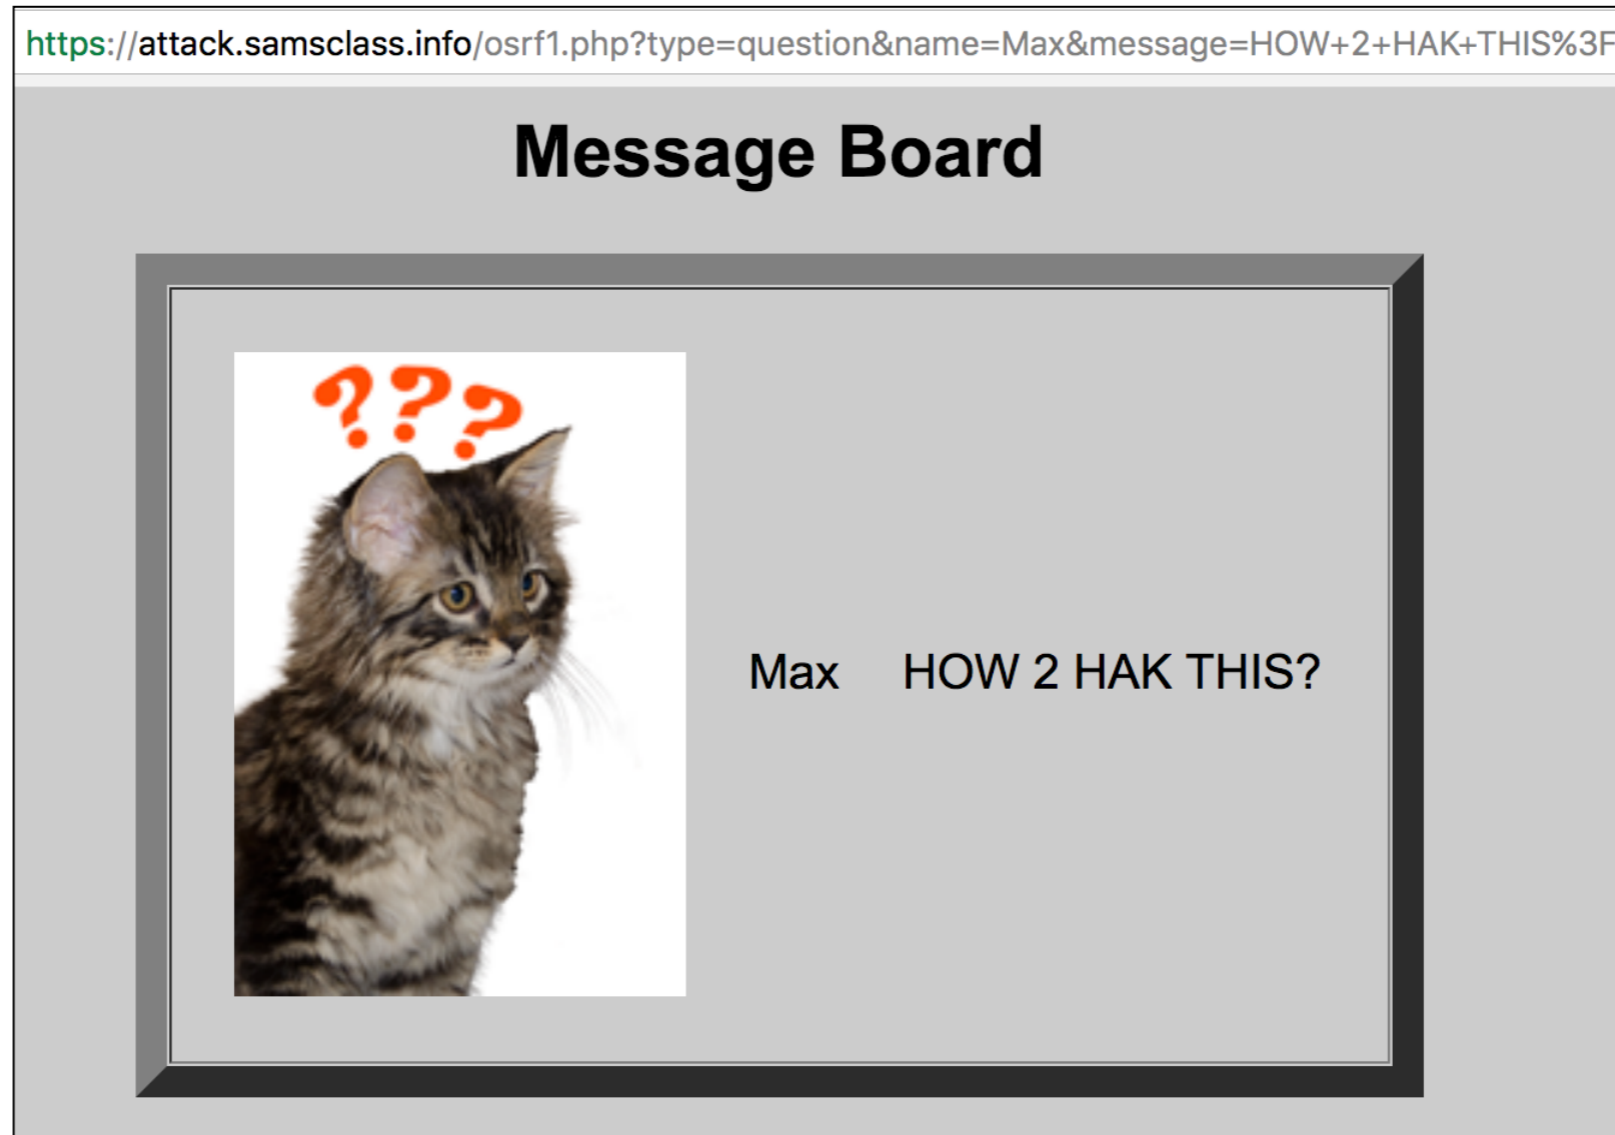 https://attack.samsclass.info/osrf1.php?type=question&name=Max&message=HOW+2+HAK+THIS%3F
Message Board
???
Max HOW 2 HAK THIS?